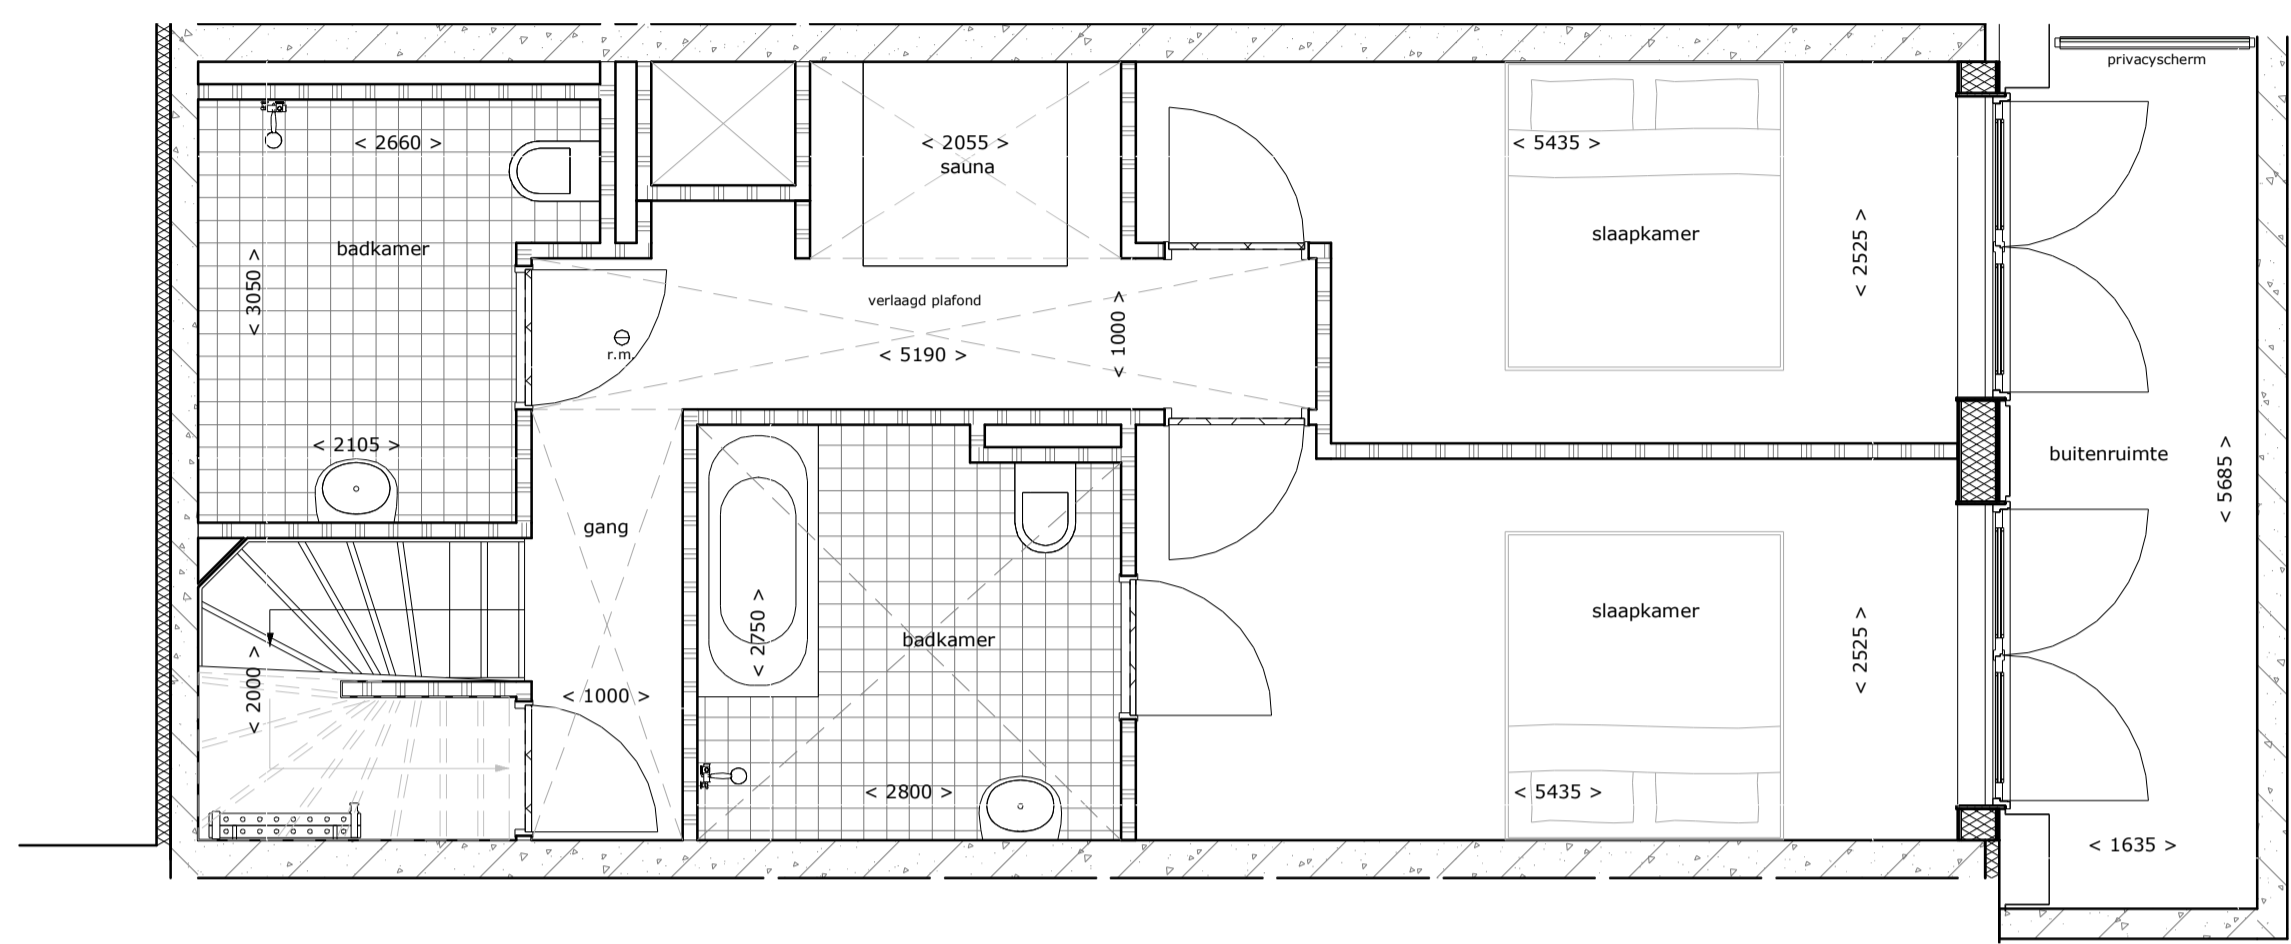 privacyscherm
< 2660 >
< 2055 >
sauna
< 5435 >
slaapkamer
< 2525 >
badkamer
< 3050 >
verlaagd plafond
< 1000 >
r.m.
< 5190 >
< 2105 >
buitenruimte
< 5685 >
gang
slaapkamer
< 2525 >
< 2750 >
badkamer
< 2000 >
< 1000 >
< 2800 >
< 5435 >
< 1635 >